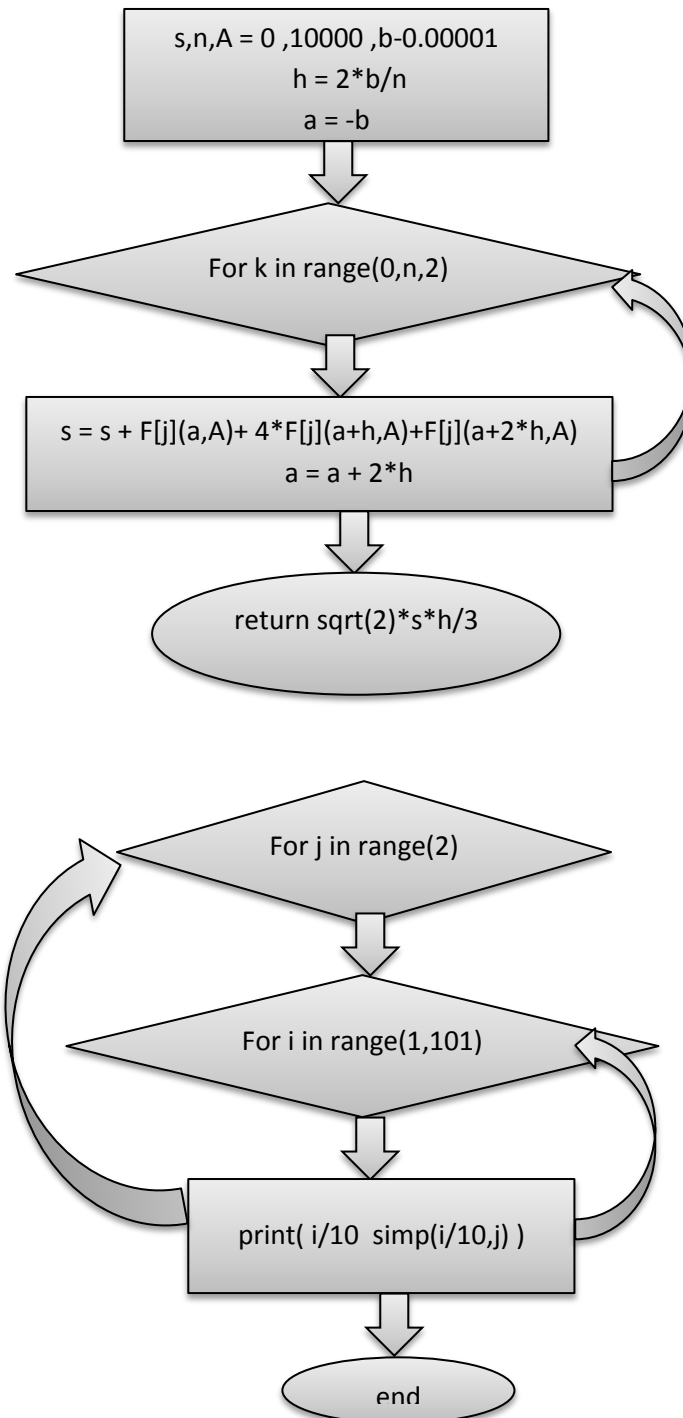 s,n,A = 0 ,10000 ,b-0.00001
h = 2*b/n
a = -b
For k in range(0,n,2)
s = s + F[j](a,A)+ 4*F[j](a+h,A)+F[j](a+2*h,A)
a = a + 2*h
return sqrt(2)*s*h/3
For j in range(2)
For i in range(1,101)
print( i/10  simp(i/10,j) )
end